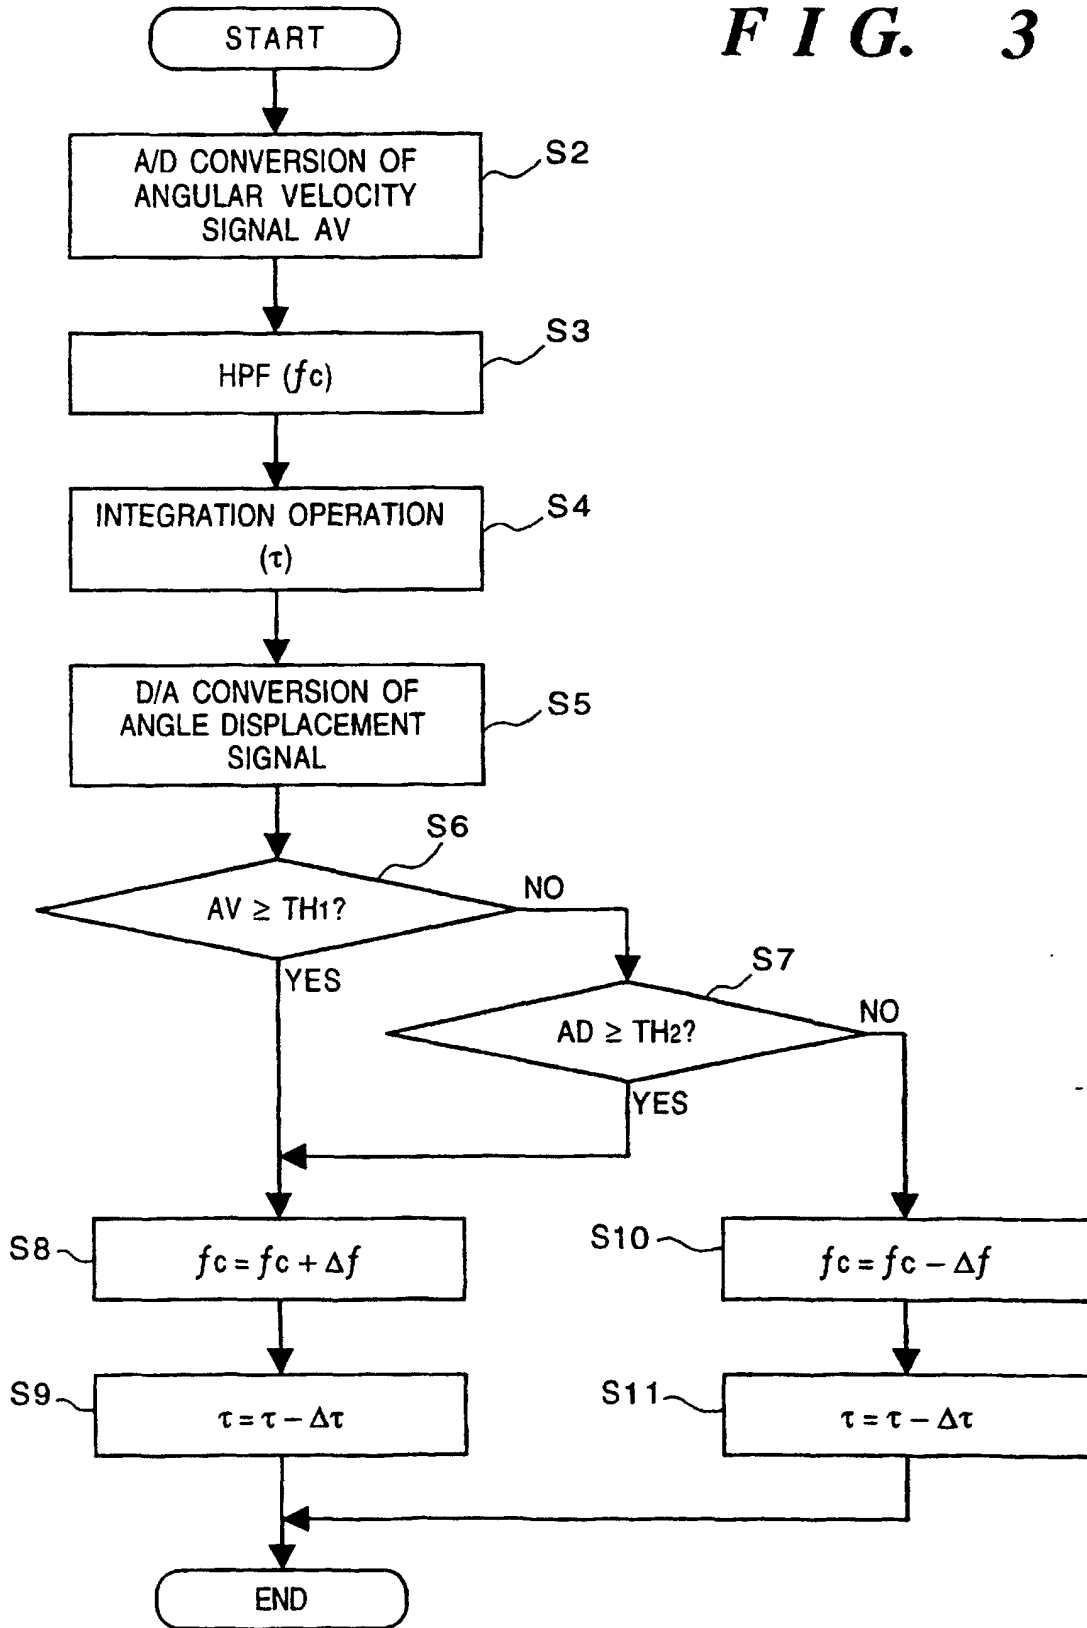 FIG. 3
START
A/D CONVERSION OF
ANGULAR VELOCITY
SIGNAL AV
S2
HPF (fc)
S3
INTEGRATION OPERATION
(τ)
S4
D/A CONVERSION OF
ANGLE DISPLACEMENT
SIGNAL
S5
S6
AV ≥ TH1?
NO
YES
S7
AD ≥ TH2?
NO
YES
S8
fc = fc + Δf
S10
fc = fc − Δf
S9
τ = τ − Δτ
S11
τ = τ − Δτ
END